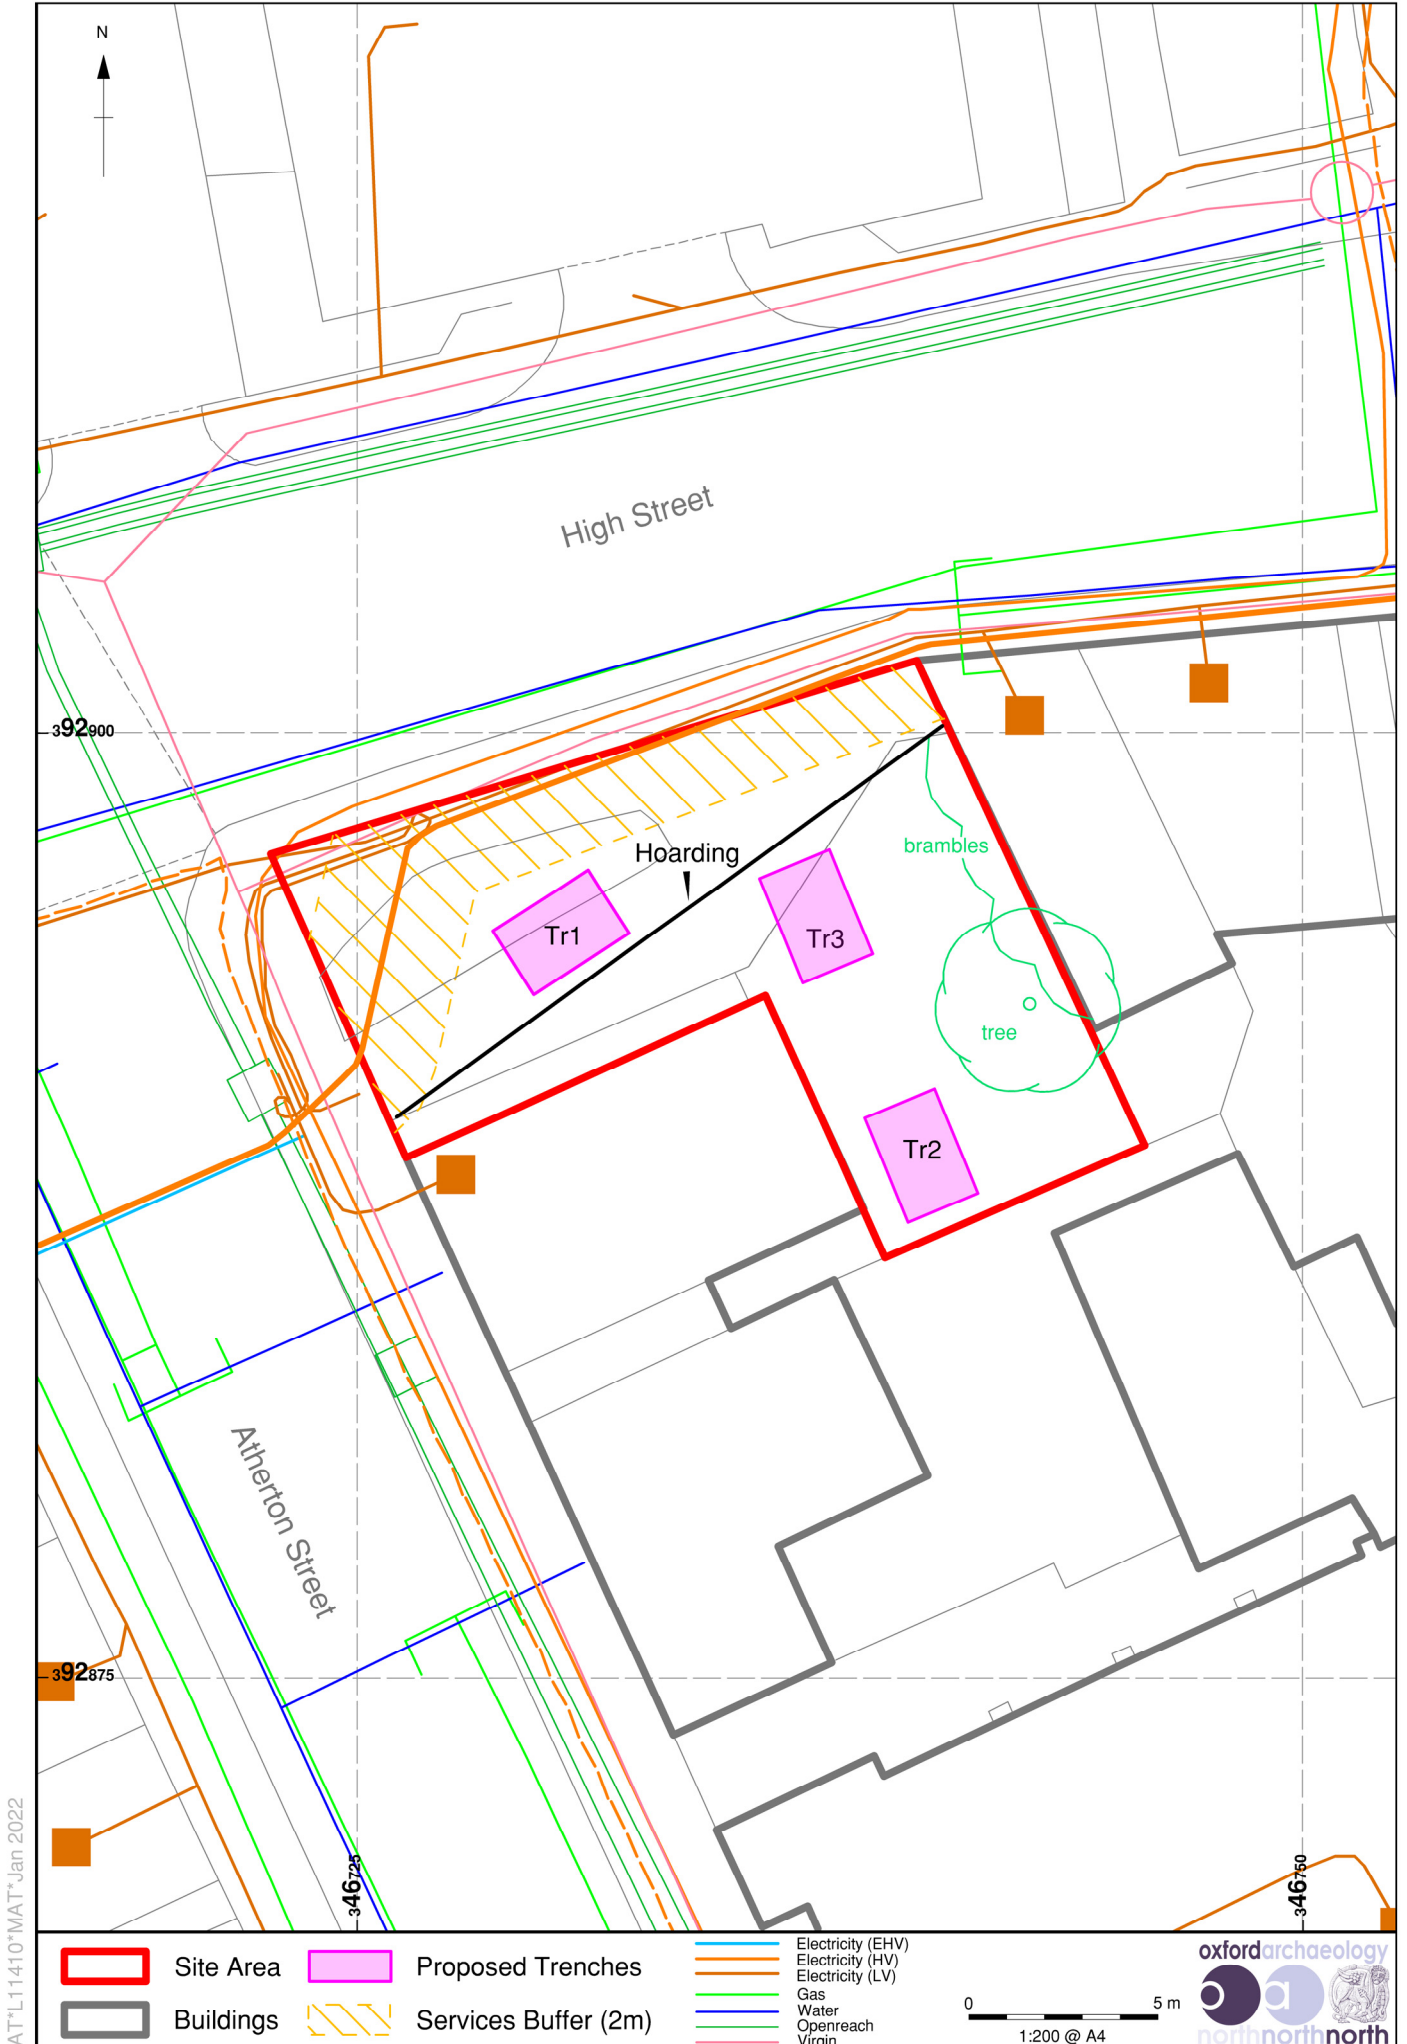 N
High Street
392900
Hoarding
brambles
Tr1
Tr3
tree
Tr2
Atherton Street
392875
346725
346750
AT*L11410*MAT*Jan 2022
Site Area
Buildings
Proposed Trenches
Services Buffer (2m)
Electricity (EHV)
Electricity (HV)
Electricity (LV)
Gas
Water
Openreach
Virgin
0 5 m
1:200 @ A4
oxfordarchaeology
o a
northnorthnorth